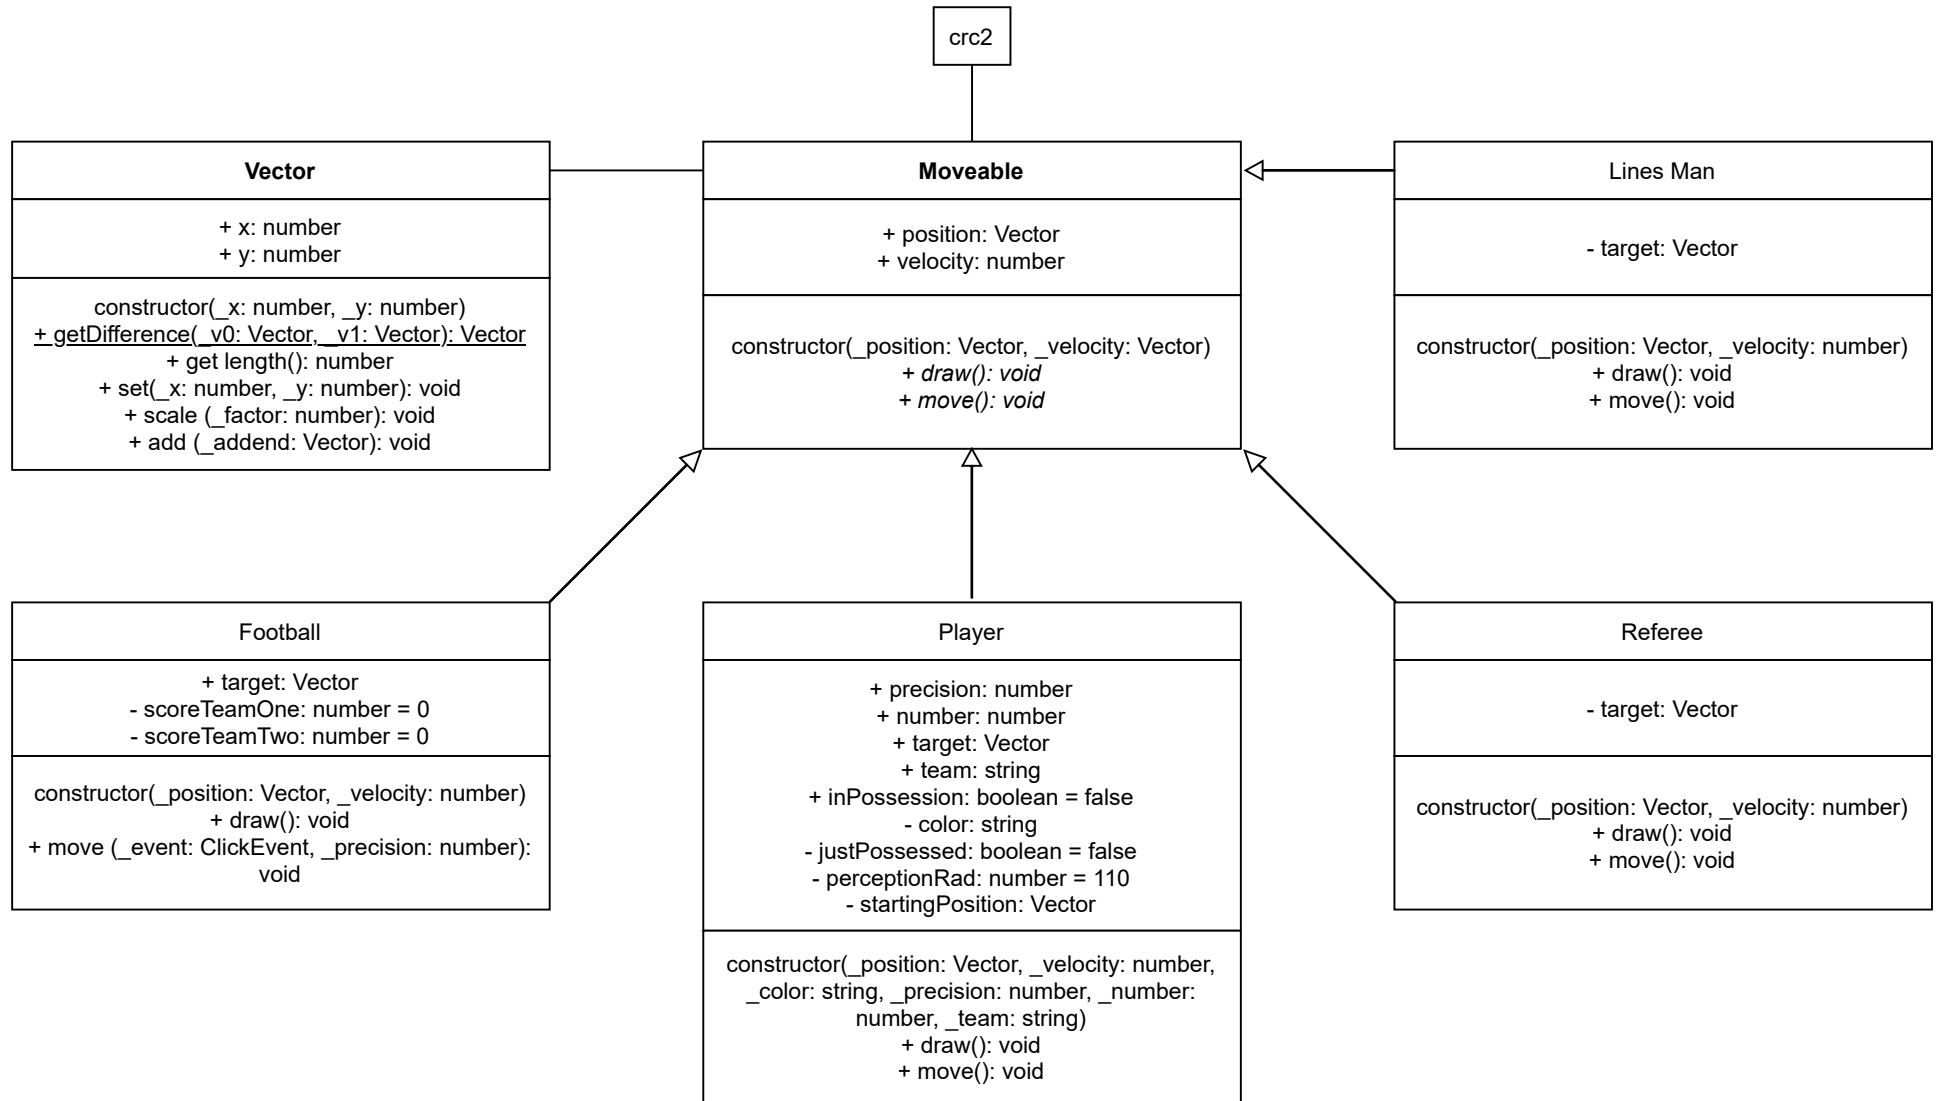 crc2
Vector
+ x: number
+ y: number
constructor(_x: number, _y: number)
+ getDifference(_v0: Vector, _v1: Vector): Vector
+ get length(): number
+ set(_x: number, _y: number): void
+ scale (_factor: number): void
+ add (_addend: Vector): void
Moveable
+ position: Vector
+ velocity: number
constructor(_position: Vector, _velocity: Vector)
+ draw(): void
+ move(): void
Lines Man
- target: Vector
constructor(_position: Vector, _velocity: number)
+ draw(): void
+ move(): void
Football
+ target: Vector
- scoreTeamOne: number = 0
- scoreTeamTwo: number = 0
constructor(_position: Vector, _velocity: number)
+ draw(): void
+ move (_event: ClickEvent, _precision: number):
void
Player
+ precision: number
+ number: number
+ target: Vector
+ team: string
+ inPossession: boolean = false
- color: string
- justPossessed: boolean = false
- perceptionRad: number = 110
- startingPosition: Vector
constructor(_position: Vector, _velocity: number,
_color: string, _precision: number, _number:
number, _team: string)
+ draw(): void
+ move(): void
Referee
- target: Vector
constructor(_position: Vector, _velocity: number)
+ draw(): void
+ move(): void